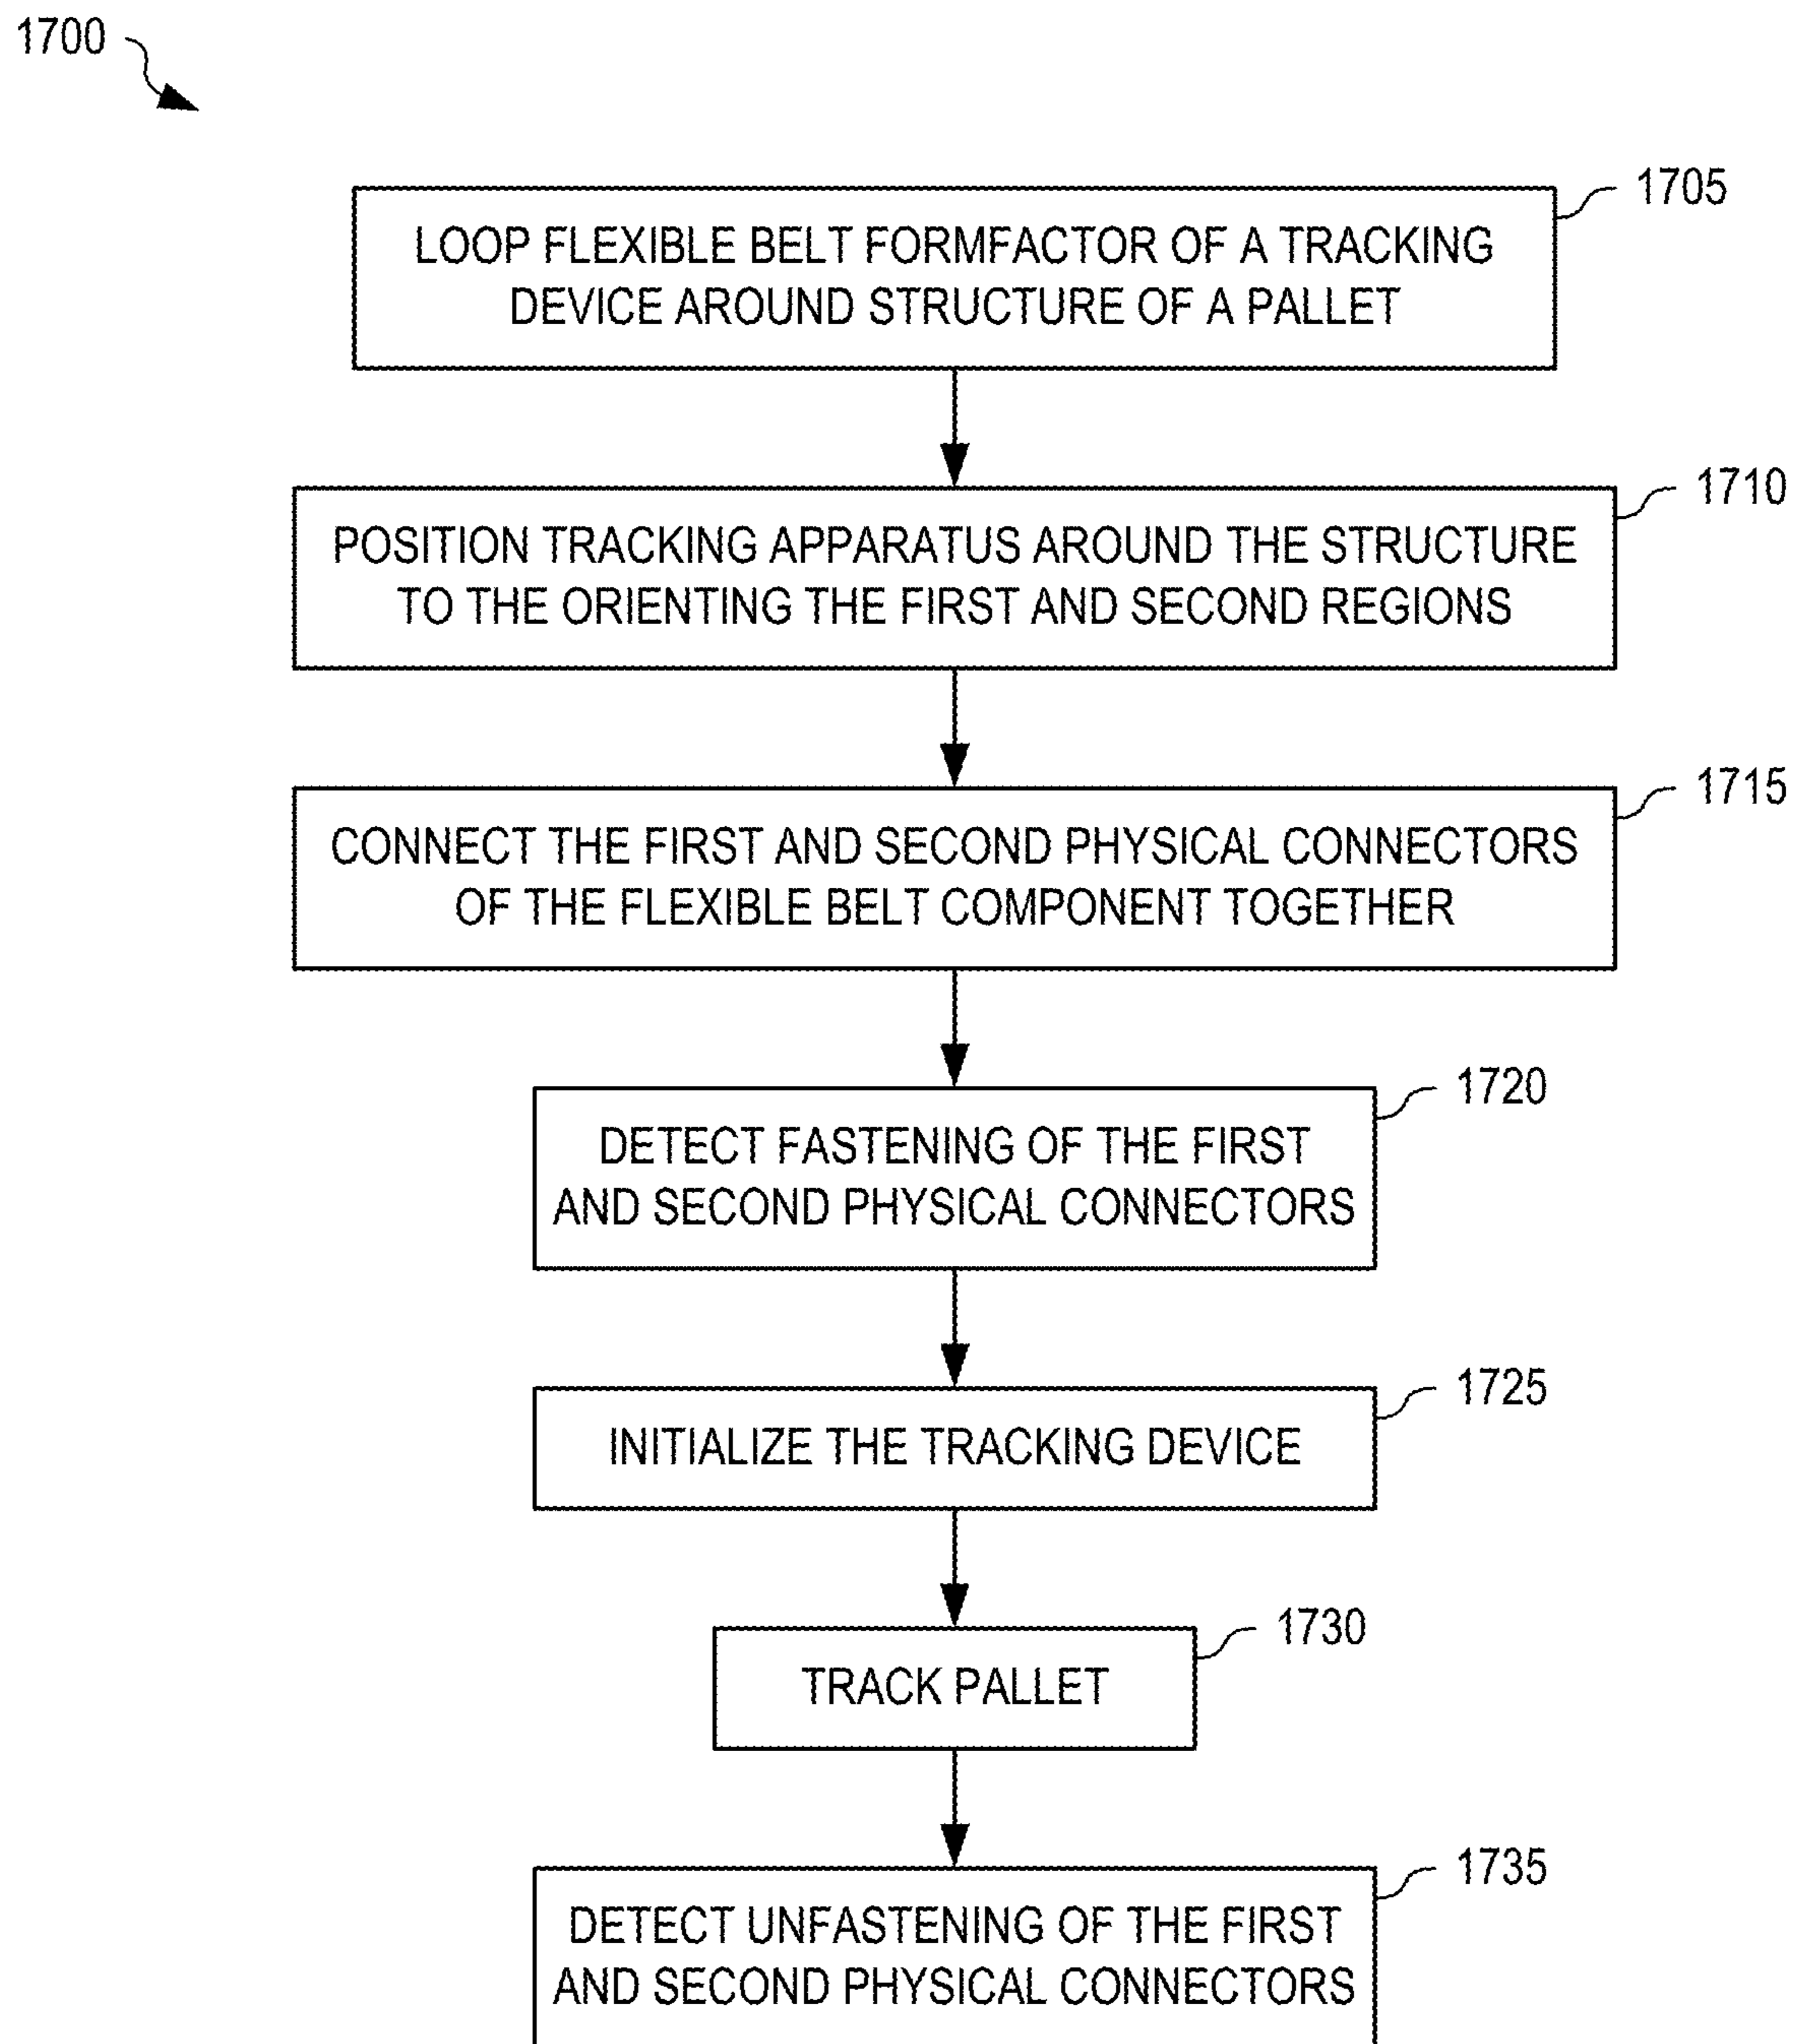 1700
1705
LOOP FLEXIBLE BELT FORMFACTOR OF A TRACKING
DEVICE AROUND STRUCTURE OF A PALLET
1710
POSITION TRACKING APPARATUS AROUND THE STRUCTURE
TO THE ORIENTING THE FIRST AND SECOND REGIONS
1715
CONNECT THE FIRST AND SECOND PHYSICAL CONNECTORS
OF THE FLEXIBLE BELT COMPONENT TOGETHER
1720
DETECT FASTENING OF THE FIRST
AND SECOND PHYSICAL CONNECTORS
1725
INITIALIZE THE TRACKING DEVICE
1730
TRACK PALLET
1735
DETECT UNFASTENING OF THE FIRST
AND SECOND PHYSICAL CONNECTORS